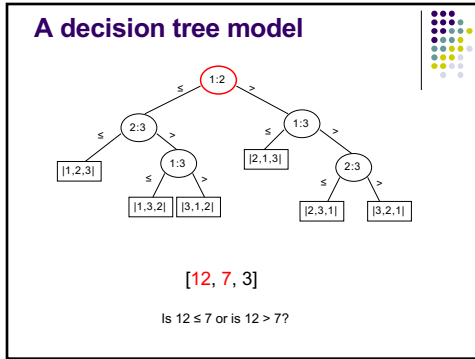 A decision tree model
1:2
≤ >
2:3 1:3
≤ > ≤ >
|1,2,3| 1:3 |2,1,3| 2:3
≤ > ≤ >
|1,3,2| |3,1,2| |2,3,1| |3,2,1|
[12, 7, 3]
Is 12 ≤ 7 or is 12 > 7?